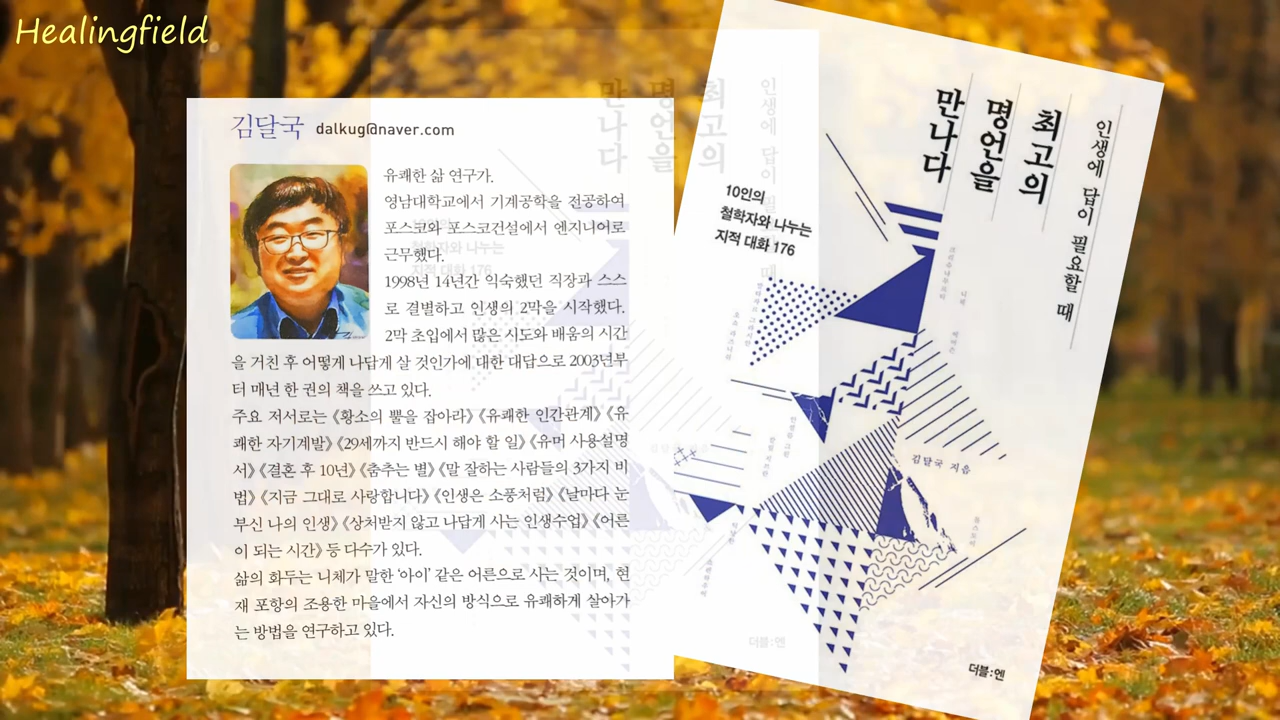 Healingfield
김달국 dalkug@naver.com
유쾌한 삶 연구가.
영남대학교에서 기계공학을 전공하여
포스코와 포스코건설에서 엔지니어로
근무했다.
1998년 14년간 익숙했던 직장과 스스
로 결별하고 인생의 2막을 시작했다.
2막 초입에서 많은 시도와 배움의 시간
을 거친 후 어떻게 나답게 살 것인가에 대한 대답으로 2003년부
터 매년 한 권의 책을 쓰고 있다.
주요 저서로는 《황소의 뿔을 잡아라》 《유쾌한 인간관계》 《유
쾌한 자기계발》 《29세까지 반드시 해야 할 일》 《유머 사용설명
서》 《결혼 후 10년》 《춤추는 별》 《말 잘하는 사람들의 3가지 비
법》 《지금 그대로 사랑합니다》 《인생은 소풍처럼》 《날마다 눈
부신 나의 인생》 《상처받지 않고 나답게 사는 인생수업》 《어른
이 되는 시간》 등 다수가 있다.
삶의 화두는 니체가 말한 ‘아이’ 같은 어른으로 사는 것이며, 현
재 포항의 조용한 마을에서 자신의 방식으로 유쾌하게 살아가
는 방법을 연구하고 있다.
인생에 답이 필요할 때
최고의
명언을
만나다
10인의
철학자와 나누는
지적 대화 176
김달국 지음
더블:엔